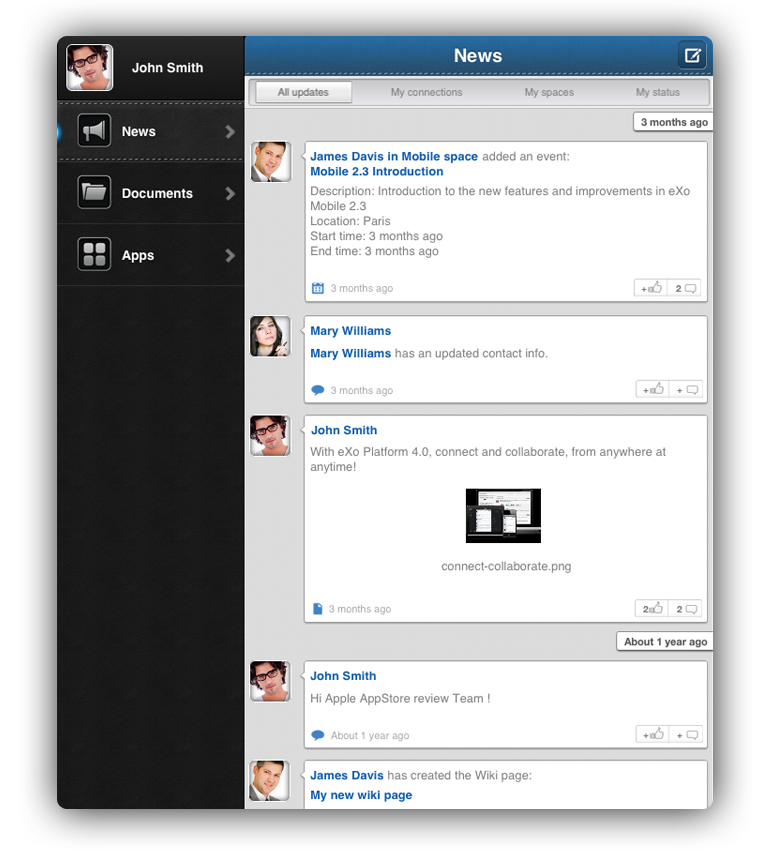 John Smith
News
Documents
Apps
News
All updates
My connections
My spaces
My status
3 months ago
James Davis in Mobile space added an event:
Mobile 2.3 Introduction
Description: Introduction to the new features and improvements in eXo
Mobile 2.3
Location: Paris
Start time: 3 months ago
End time: 3 months ago
3 months ago
+
2
Mary Williams
Mary Williams has an updated contact info.
3 months ago
+
+
John Smith
With eXo Platform 4.0, connect and collaborate, from anywhere at
anytime!
connect-collaborate.png
3 months ago
2
2
About 1 year ago
John Smith
Hi Apple AppStore review Team !
About 1 year ago
+
+
James Davis has created the Wiki page:
My new wiki page